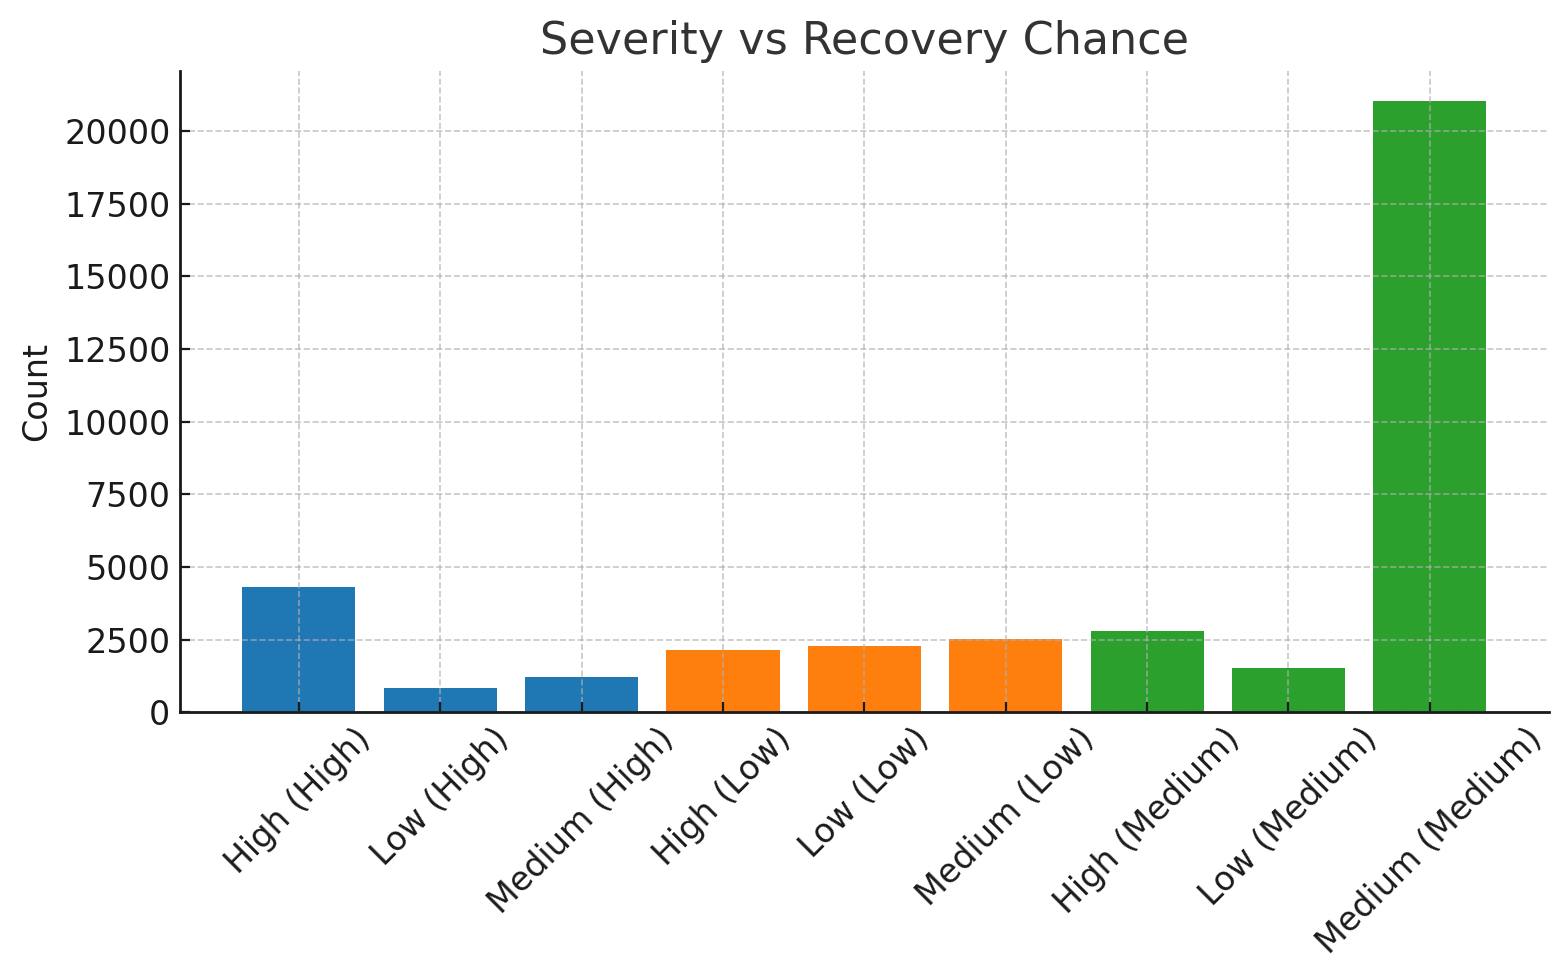 Severity vs Recovery Chance
Count
20000
17500
15000
12500
10000
7500
5000
2500
0
High (High)
Low (High)
Medium (High)
High (Low)
Low (Low)
Medium (Low)
High (Medium)
Low (Medium)
Medium (Medium)